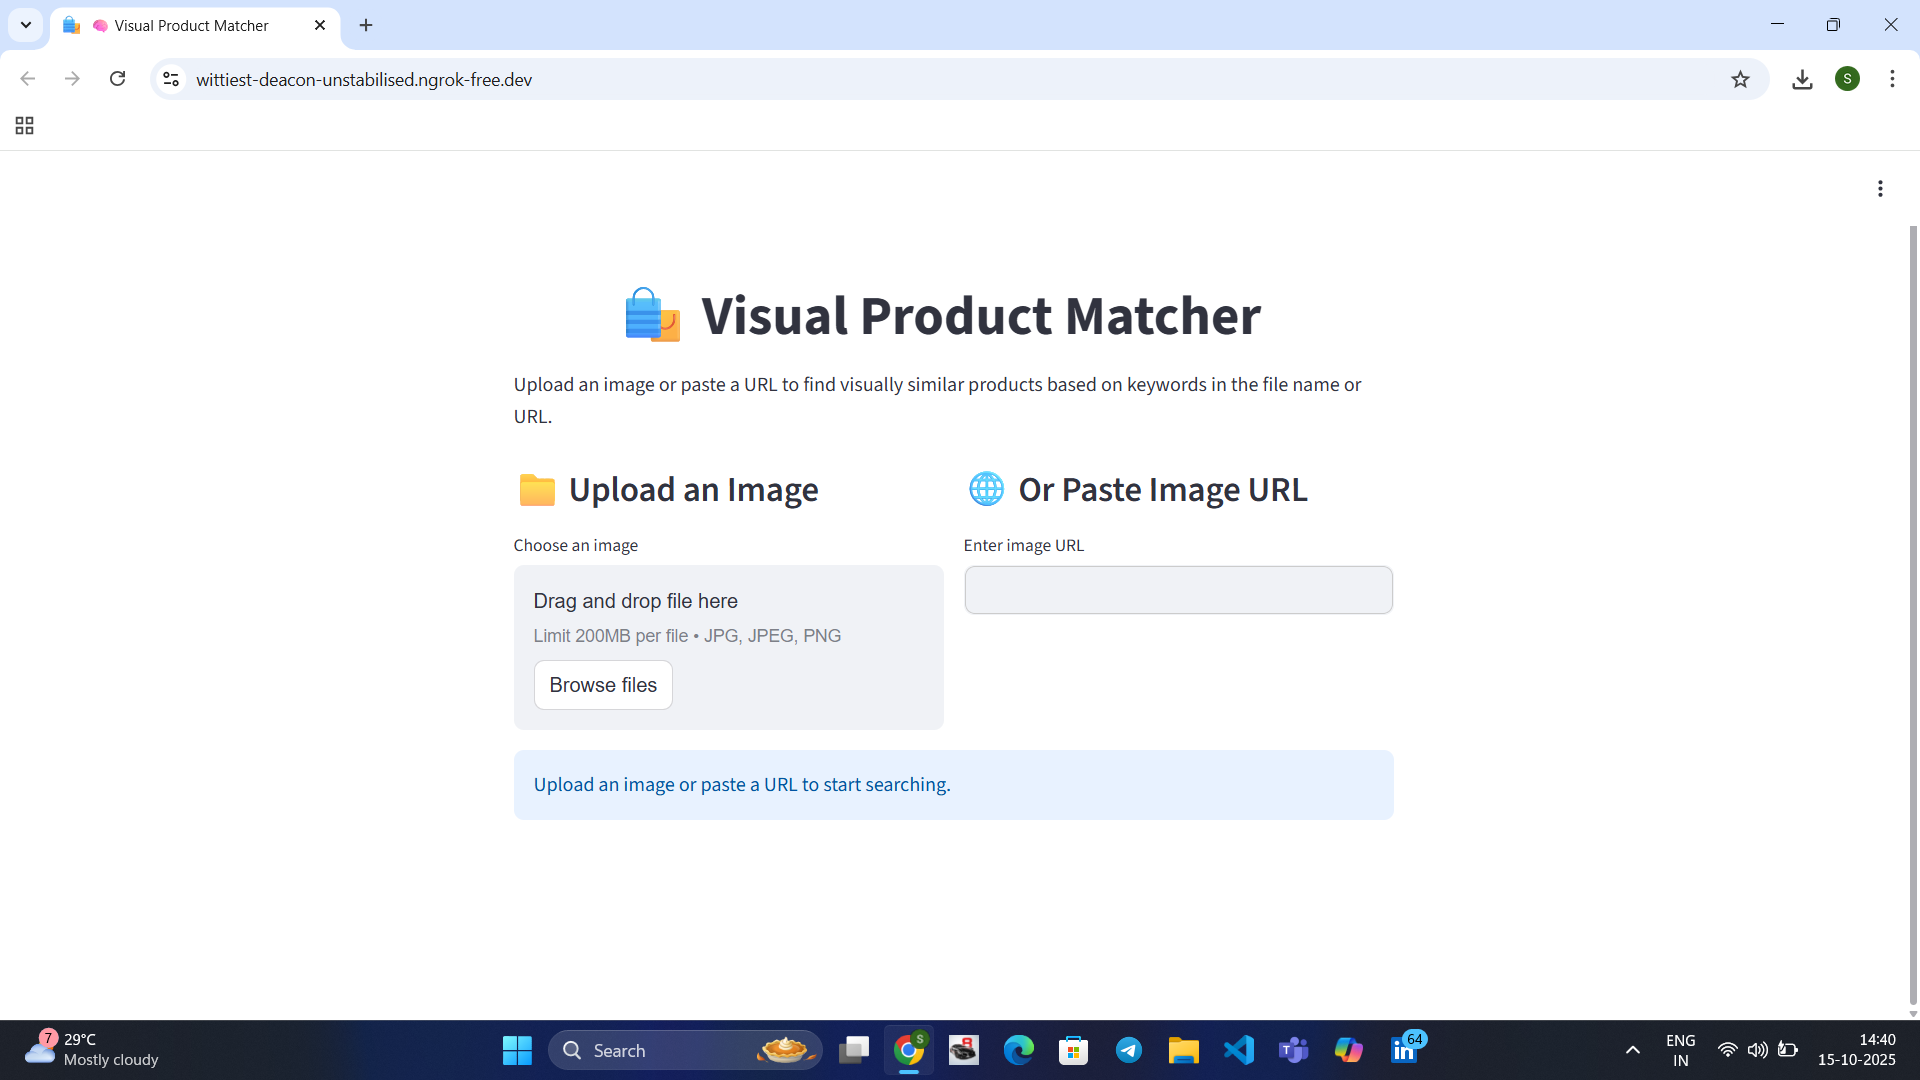 Visual Product Matcher
wittiest-deacon-unstabilised.ngrok-free.dev
S
Visual Product Matcher
Upload an image or paste a URL to find visually similar products based on keywords in the file name or
URL.
Upload an Image
Or Paste Image URL
Choose an image
Enter image URL
Drag and drop file here
Limit 200MB per file • JPG, JPEG, PNG
Browse files
Upload an image or paste a URL to start searching.
7
29°C
Mostly cloudy
Search
S
64
ENG
IN
14:40
15-10-2025